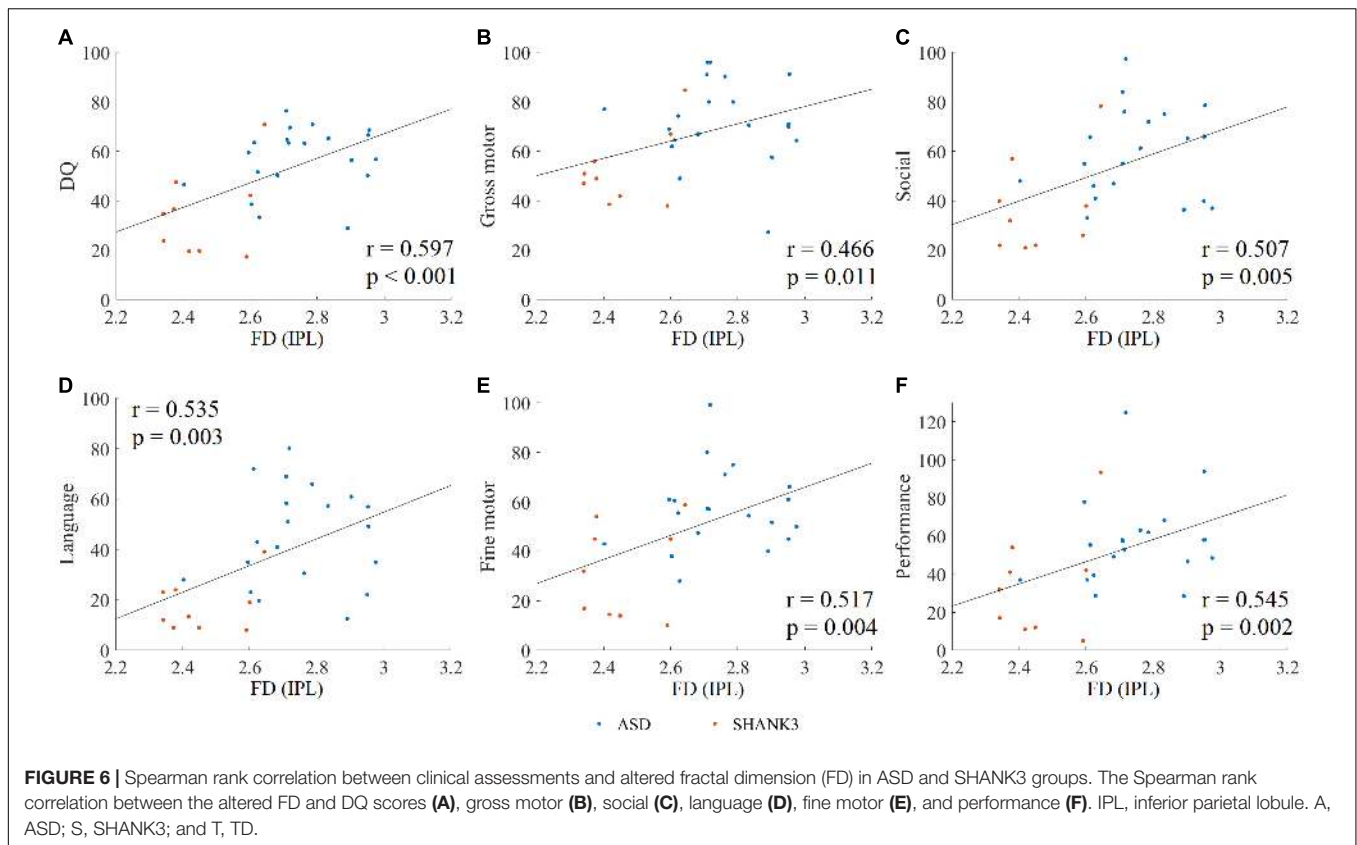 A
100
80
60
40
20
0
DQ
r = 0.597
p < 0.001
2.2 2.4 2.6 2.8 3 3.2
FD (IPL)
B
100
80
60
40
20
0
Gross motor
r = 0.466
p = 0.011
2.2 2.4 2.6 2.8 3 3.2
FD (IPL)
C
100
80
60
40
20
0
Social
r = 0.507
p = 0.005
2.2 2.4 2.6 2.8 3 3.2
FD (IPL)
D
100
80
60
40
20
0
Language
r = 0.535
p = 0.003
2.2 2.4 2.6 2.8 3 3.2
FD (IPL)
E
100
80
60
40
20
0
Fine motor
r = 0.517
p = 0.004
2.2 2.4 2.6 2.8 3 3.2
FD (IPL)
F
120
100
80
60
40
20
0
Performance
r = 0.545
p = 0.002
2.2 2.4 2.6 2.8 3 3.2
FD (IPL)
ASD SHANK3
FIGURE 6 | Spearman rank correlation between clinical assessments and altered fractal dimension (FD) in ASD and SHANK3 groups. The Spearman rank
correlation between the altered FD and DQ scores (A), gross motor (B), social (C), language (D), fine motor (E), and performance (F). IPL, inferior parietal lobule. A,
ASD; S, SHANK3; and T, TD.